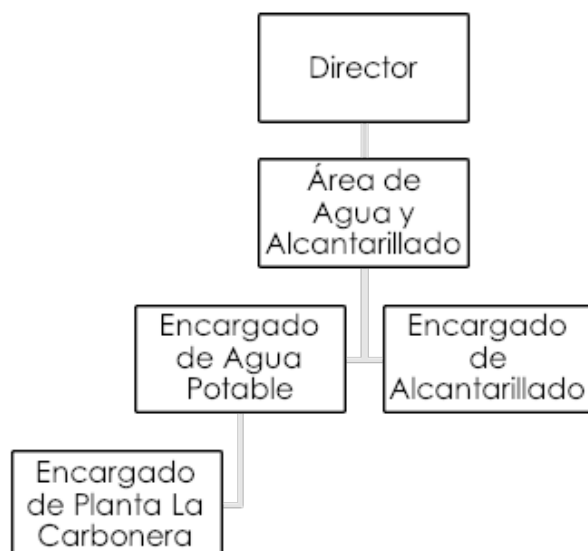 Director
Área de
Agua y
Alcantarillado
Encargado
de Agua
Potable
Encargado
de
Alcantarillado
Encargado
de Planta La
Carbonera